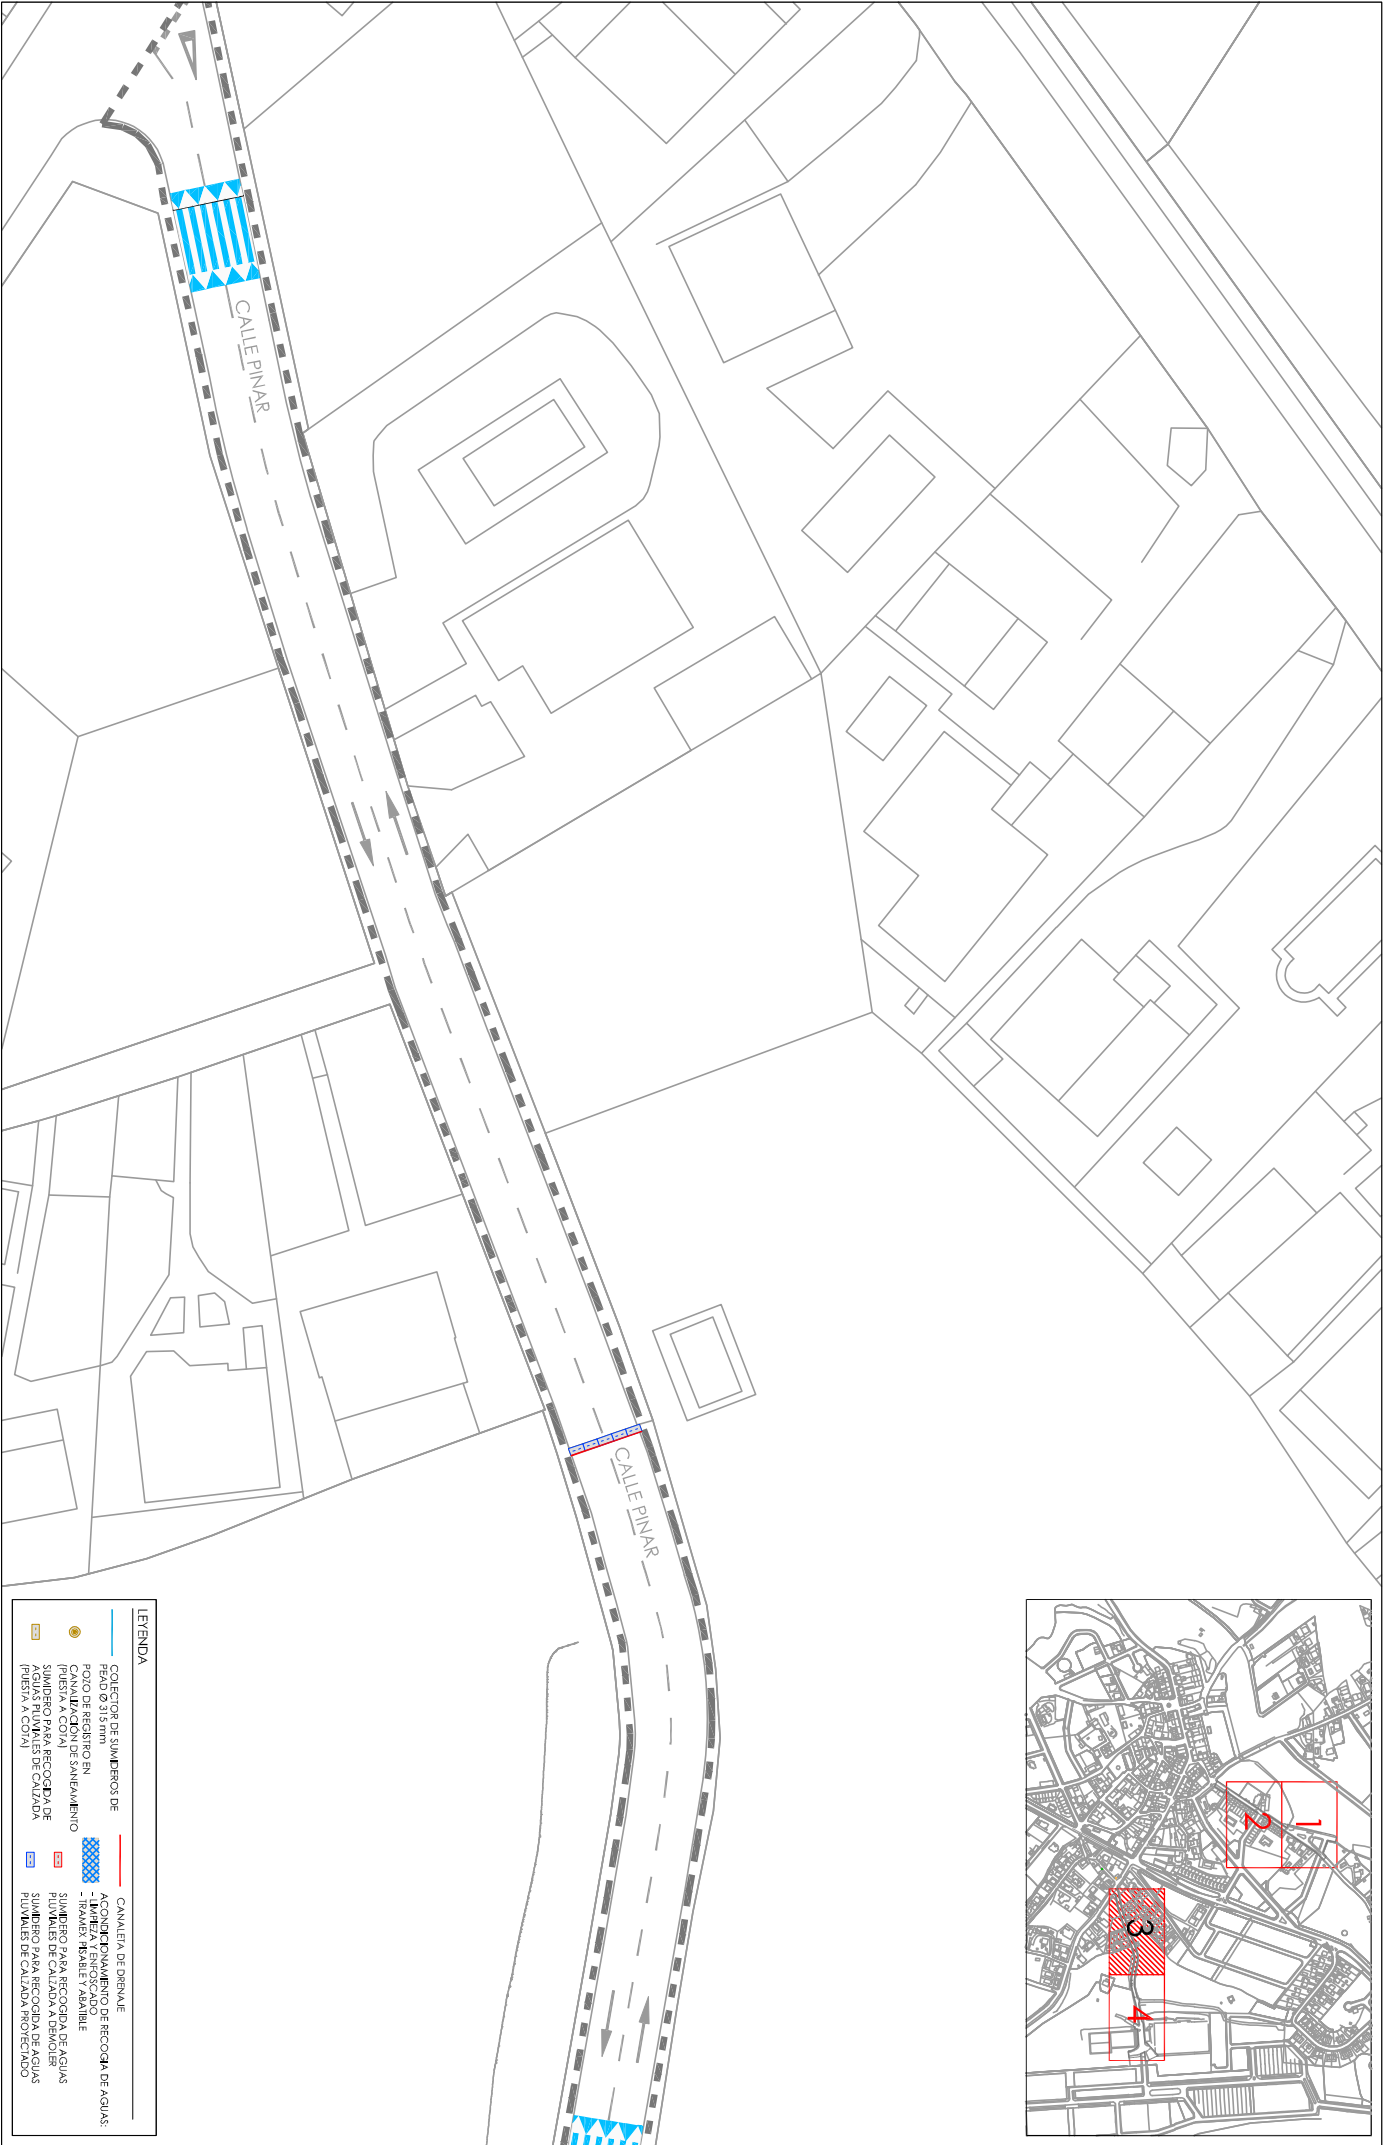 CALLE PINAR
CALLE PINAR
1
2
3
4
LEYENDA
COLECTOR DE SUMIDEROS DE
PEAD Ø 315 mm
POZO DE REGISTRO EN
CANALIZACIÓN DE SANEAMIENTO
(PUESTA A COTA)
SUMIDERO PARA RECOGIDA DE
AGUAS PLUVIALES DE CALZADA
(PUESTA A COTA)
CANALETA DE DRENAJE
ACONDICIONAMIENTO DE RECOGIA DE AGUAS:
- LIMPIEZA Y ENFOSCADO
- TRAMEX PISABLE Y ABATIBLE
SUMIDERO PARA RECOGIDA DE AGUAS
PLUVIALES DE CALZADA A DEMOLER
SUMIDERO PARA RECOGIDA DE AGUAS
PLUVIALES DE CALZADA PROYECTADO